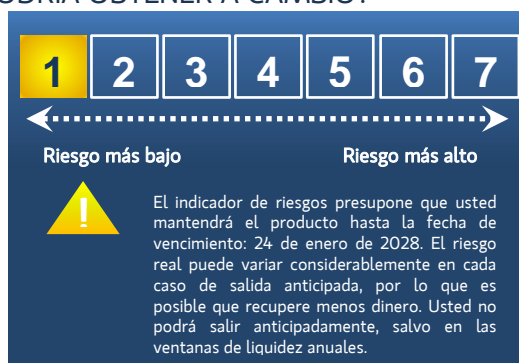 ODRÍA OBTENER A CAMBIO?
1 2 3 4 5 6 7
Riesgo más bajo Riesgo más alto
!
El indicador de riesgos presupone que usted
mantendrá el producto hasta la fecha de
vencimiento: 24 de enero de 2028. El riesgo
real puede variar considerablemente en cada
caso de salida anticipada, por lo que es
posible que recupere menos dinero. Usted no
podrá salir anticipadamente, salvo en las
ventanas de liquidez anuales.